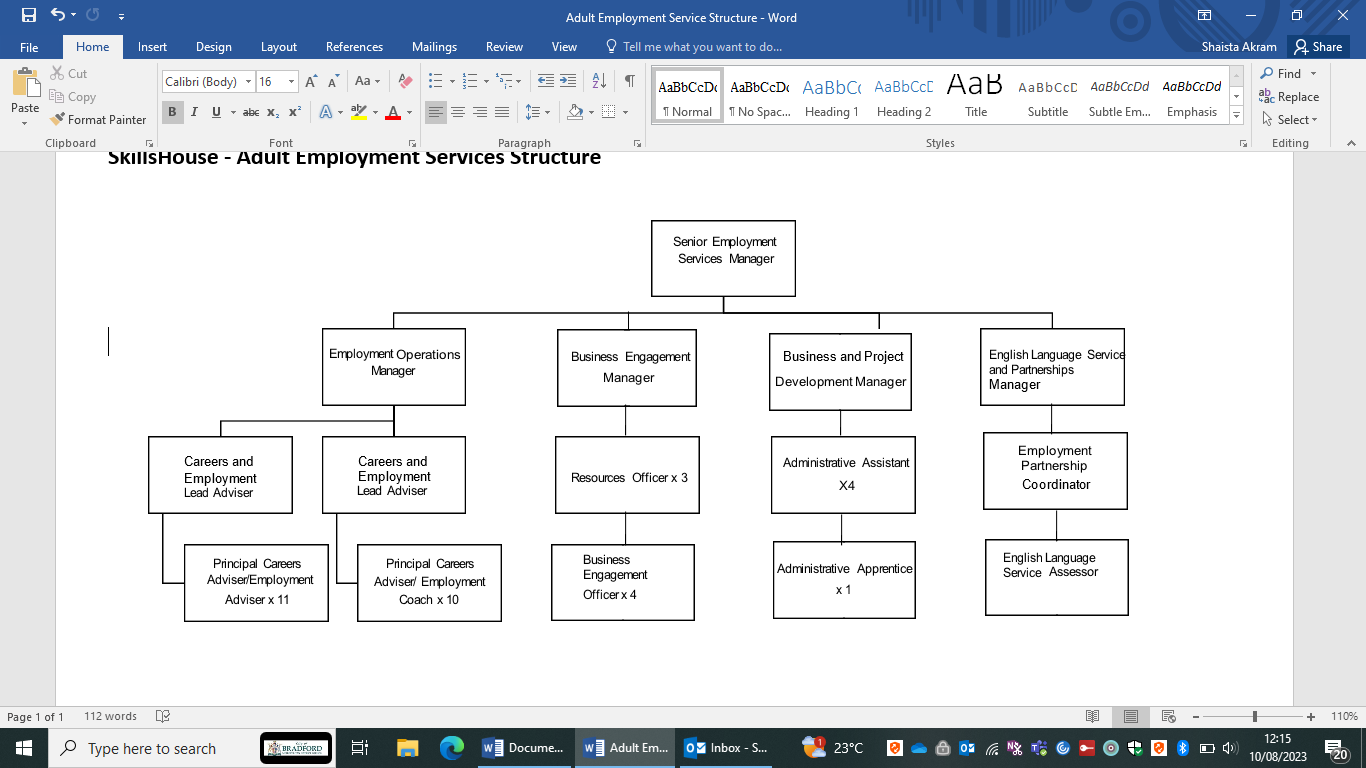 Adult Employment Service Structure - Word
File Home Insert Design Layout References Mailings Review View Tell me what you want to do... Shaista Akram Share
Paste
Cut
Copy
Format Painter
Clipboard
Calibri (Body) 16
Aa
B I U abc x₂ x²
A ab A
Font
Paragraph
AaBbCcDc AaBbCcDc AaBbCc AaBbCcC AaB AaBbCcC AaBbCcDd AaBbCcDd
¶ Normal ¶ No Spac... Heading 1 Heading 2 Title Subtitle Subtle Em... Emphasis
Styles
Find
Replace
Select
Editing
SkillsHouse - Adult Employment Services Structure
Senior Employment
Services Manager
Employment Operations
Manager
Business Engagement
Manager
Business and Project
Development Manager
English Language Service
and Partnerships
Manager
Careers and
Employment
Lead Adviser
Careers and
Employment
Lead Adviser
Resources Officer x 3
Administrative Assistant
X4
Employment
Partnership
Coordinator
Principal Careers
Adviser/Employment
Adviser x 11
Principal Careers
Adviser/ Employment
Coach x 10
Business
Engagement
Officer x 4
Administrative Apprentice
x 1
English Language
Service Assessor
Page 1 of 1 112 words
110%
Type here to search
BRADFORD
Docume...
Adult Em...
Inbox - S...
23°C
12:15
10/08/2023
20